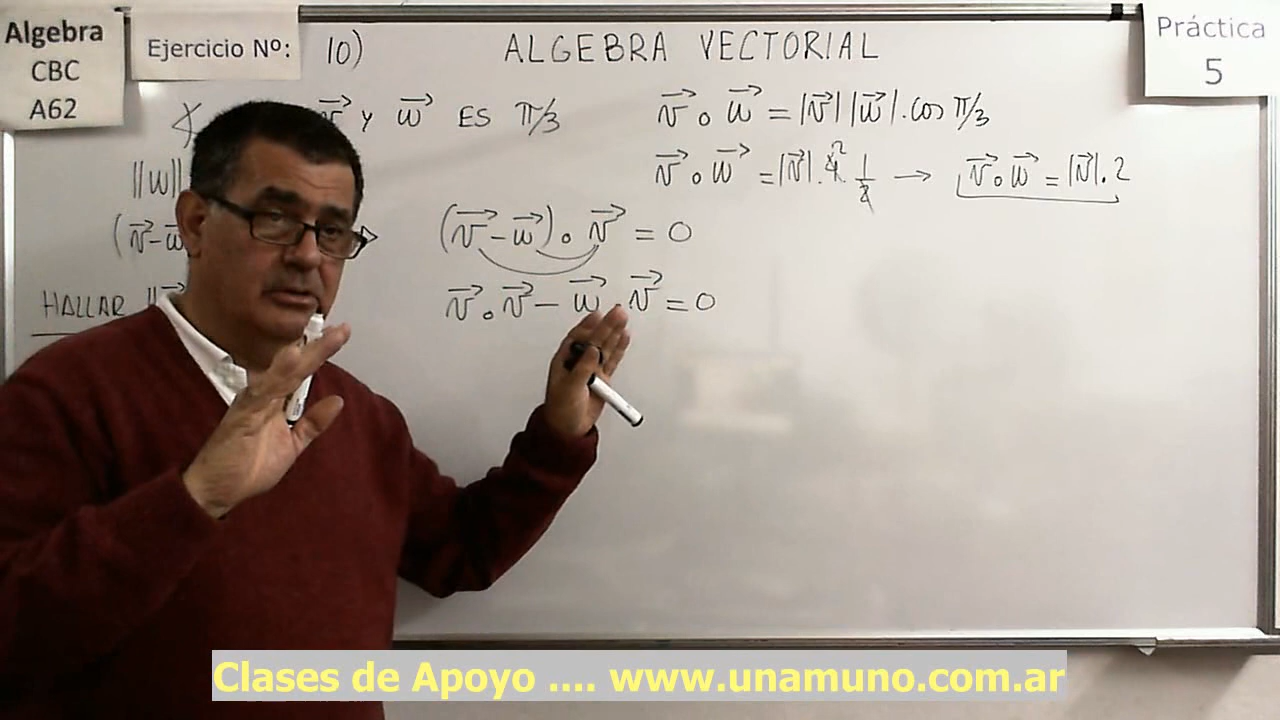 Algebra
CBC
A62
Ejercicio Nº: 10)
ALGEBRA VECTORIAL
Práctica
5
∡ v⃗ y w⃗ ES π/3
v⃗ ∘ w⃗ = |v⃗| |w⃗| . cos π/3
||w||
v⃗ ∘ w⃗ = |v⃗| . 4 2 1/2 → v⃗ ∘ w⃗ = |v⃗| . 2
(v⃗-w⃗
(v⃗ - w⃗) ∘ v⃗ = 0
HALLAR ||
v⃗ ∘ v⃗ - w⃗ . v⃗ = 0
Clases de Apoyo .... www.unamuno.com.ar